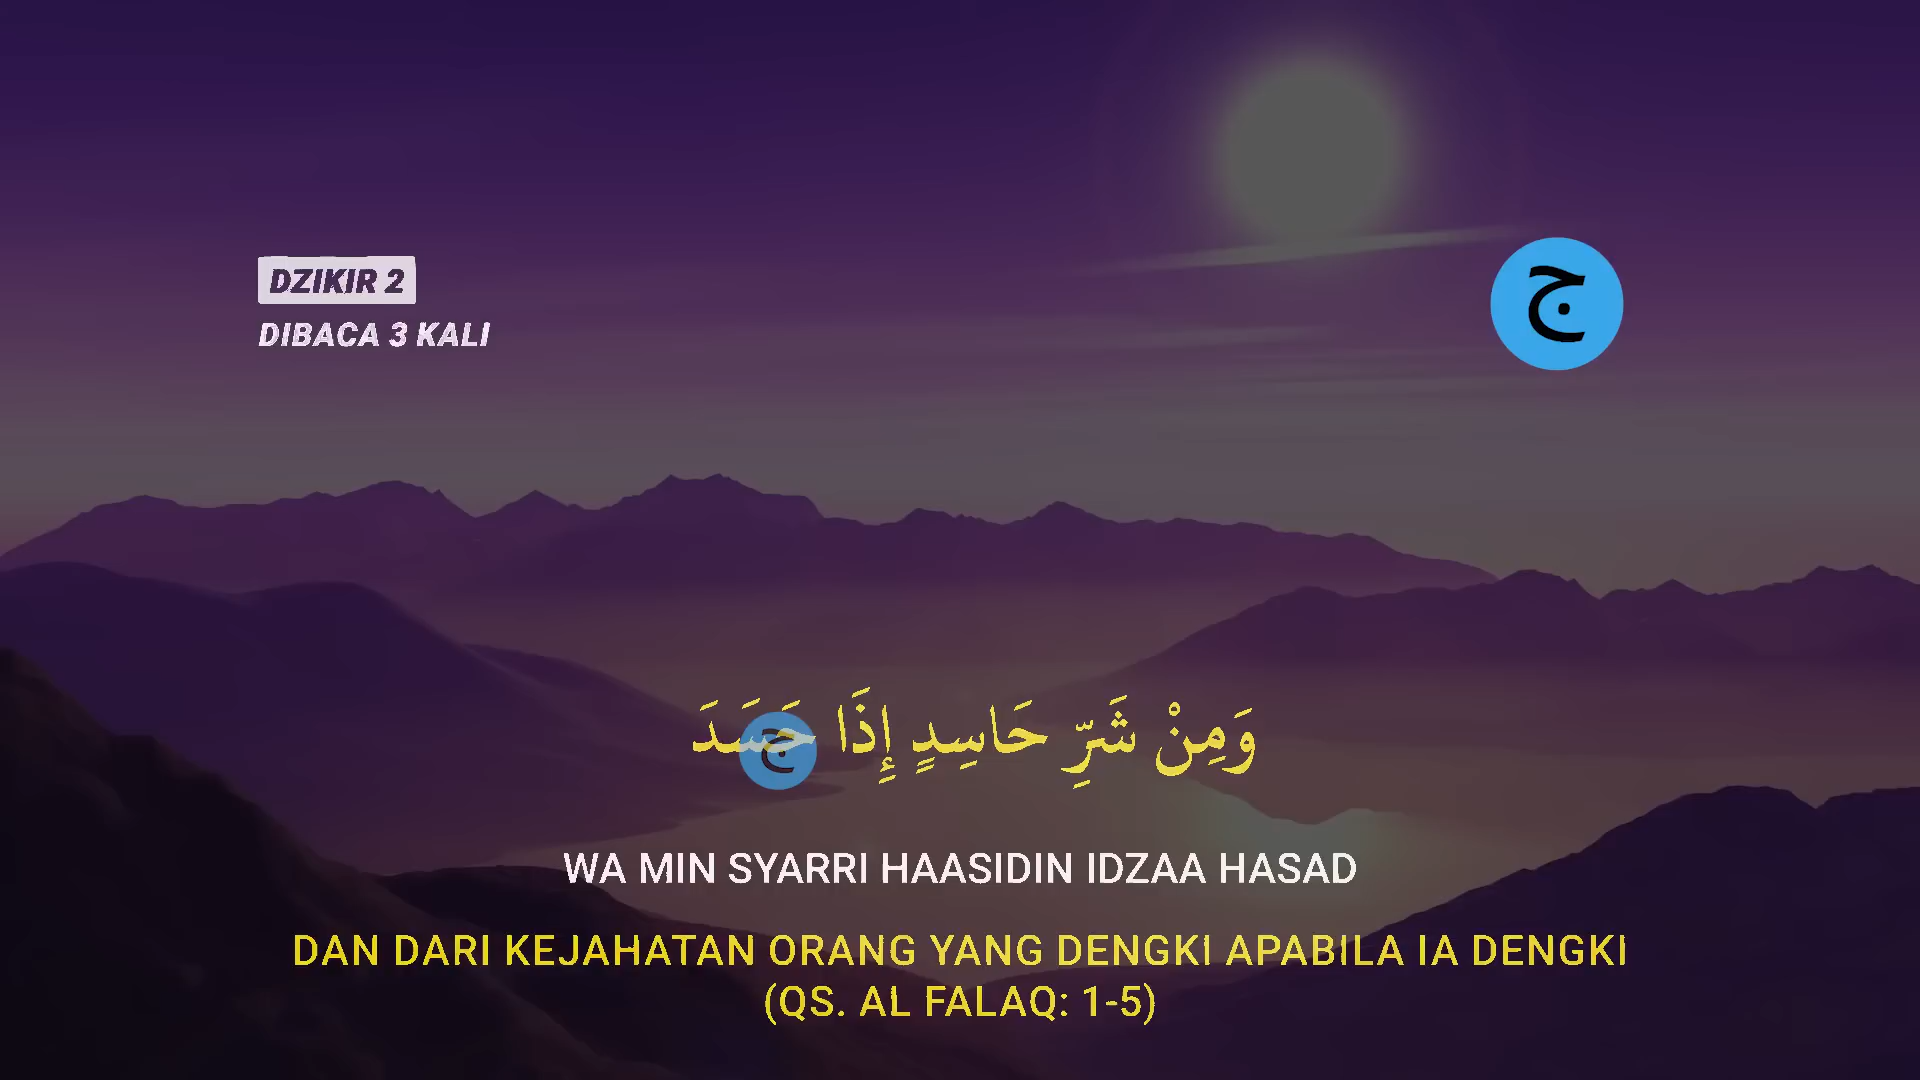 DZIKIR 2
DIBACA 3 KALI
ج
وَمِنْ شَرِّ حَاسِدٍ إِذَا حَسَدَ
ج
WA MIN SYARRI HAASIDIN IDZAA HASAD
DAN DARI KEJAHATAN ORANG YANG DENGKI APABILA IA DENGKI
(QS. AL FALAQ: 1-5)